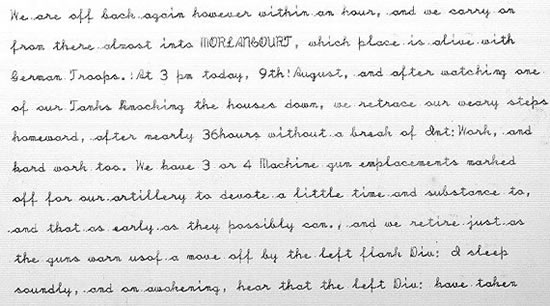 We are off back again however within an hour, and we carry on
from there almost into MORLANCOURT, which place is alive with
German Troops. :At 3 pm today, 9th:August, and after watching one
of our Tanks knocking the houses down, we retrace our weary steps
homeward, after nearly 36hours without a break of Int:Work, and
hard work too. We have 3 or 4 Machine gun emplacements marked
off for our artillery to devote a little time and substance to,
and that as early as they possibly can., and we retire just as
the guns warn usof a move off by the left flank Div: I sleep
soundly, and on awakening, hear that the left Div: have taken